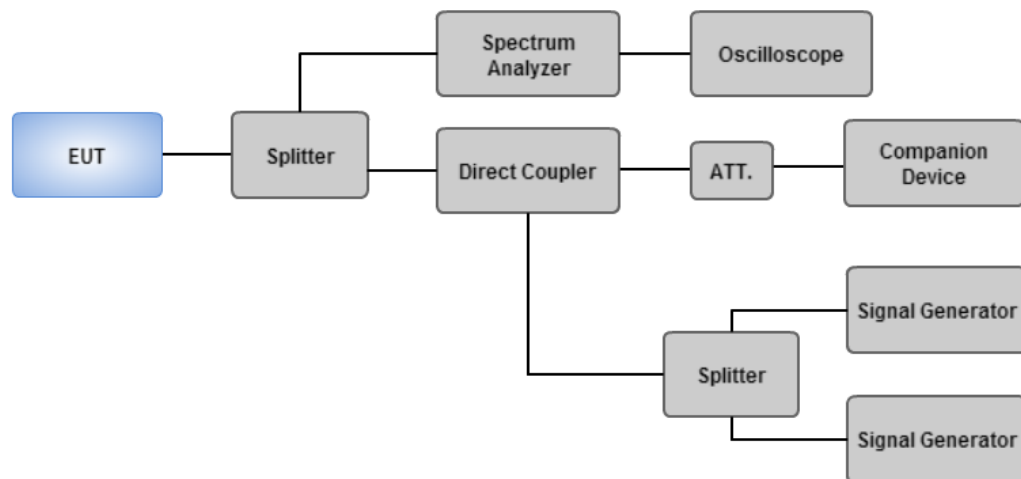 Spectrum
Analyzer
Oscilloscope
EUT
Splitter
Direct Coupler
ATT.
Companion
Device
Signal Generator
Splitter
Signal Generator